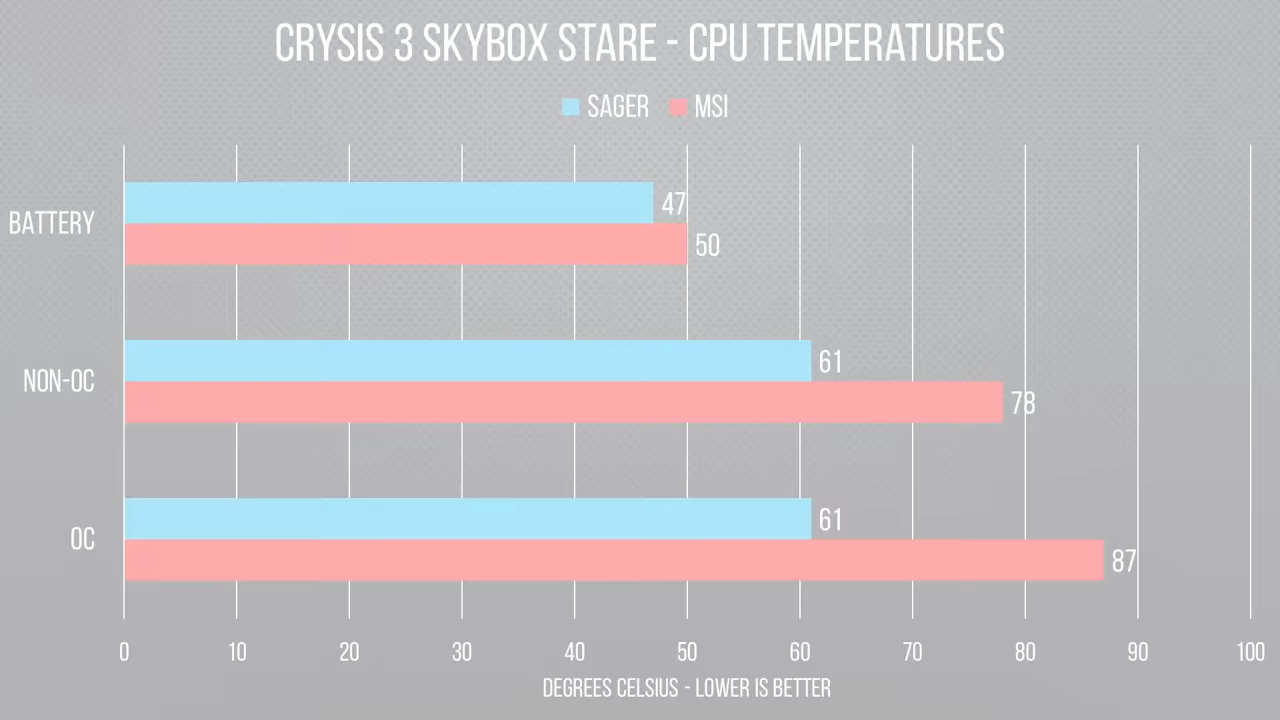 CRYSIS 3 SKYBOX STARE - CPU TEMPERATURES
SAGER MSI
BATTERY
47
50
NON-OC
61
78
OC
61
87
0 10 20 30 40 50 60 70 80 90 100
DEGREES CELSIUS - LOWER IS BETTER